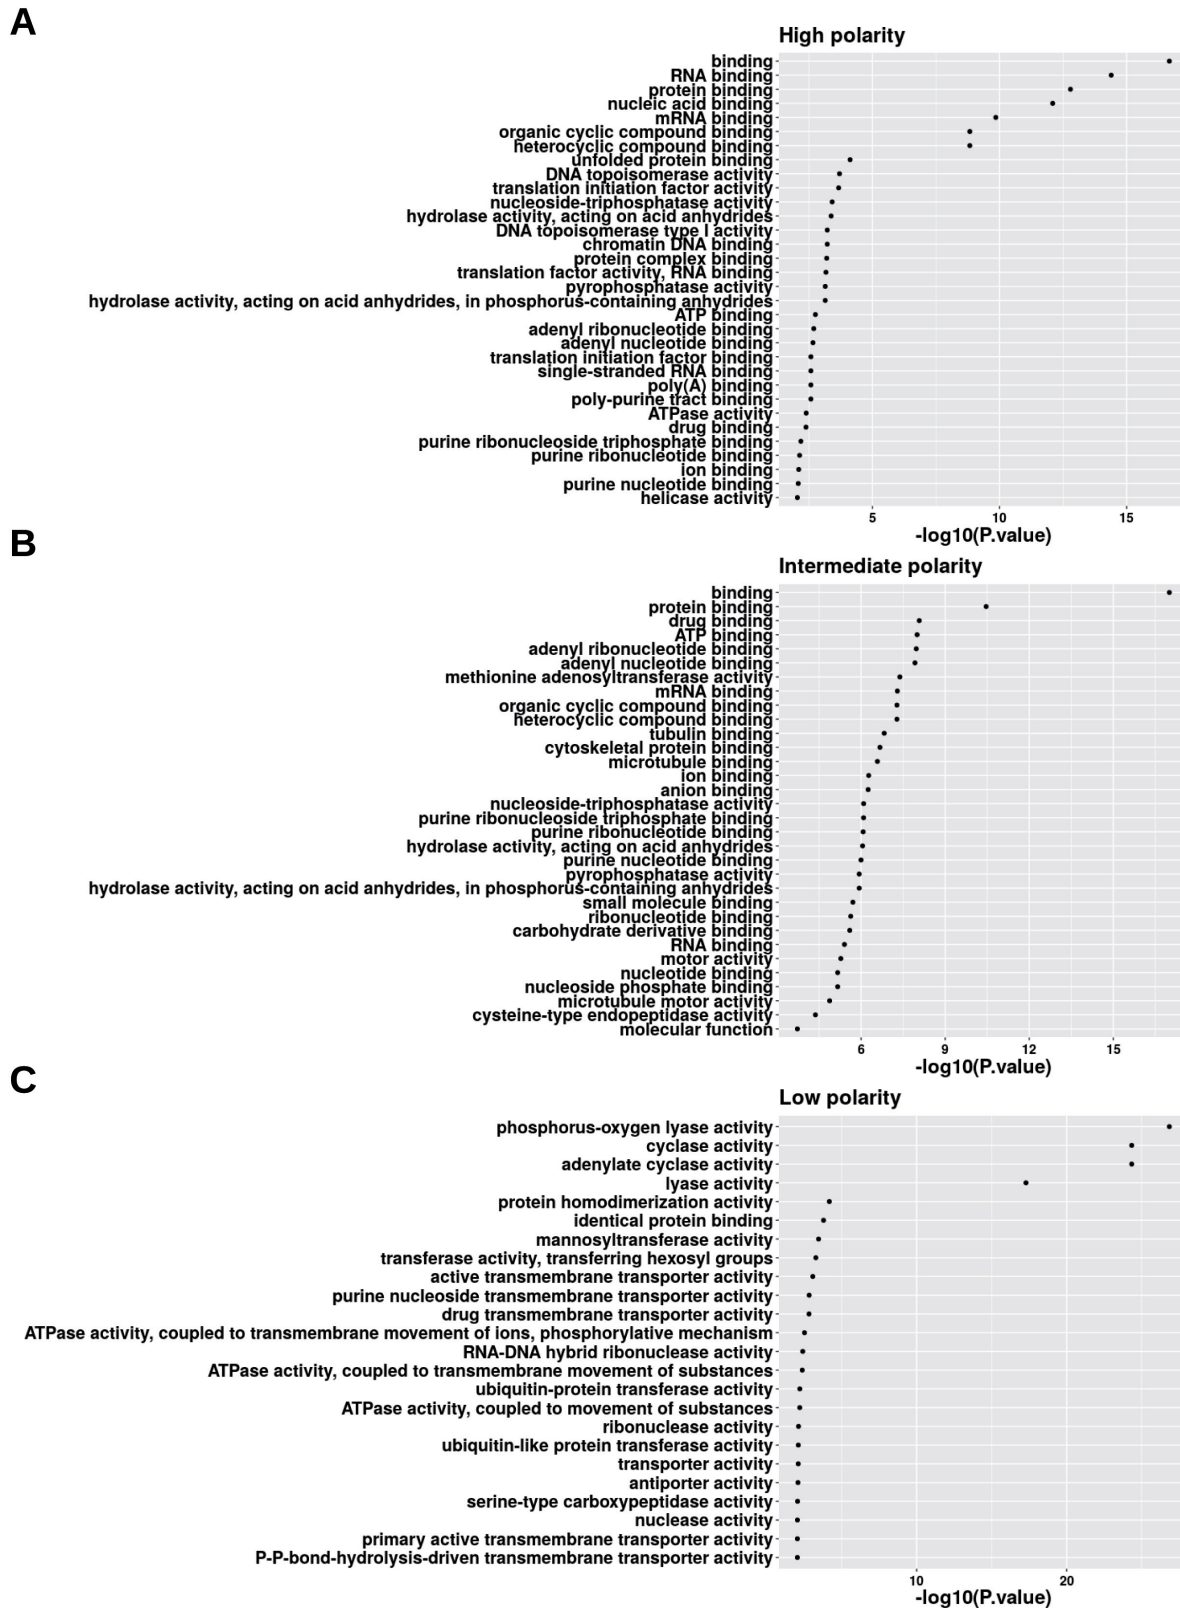 A
High polarity
binding
RNA binding
protein binding
nucleic acid binding
mRNA binding
organic cyclic compound binding
heterocyclic compound binding
unfolded protein binding
DNA topoisomerase activity
translation initiation factor activity
nucleoside-triphosphatase activity
hydrolase activity, acting on acid anhydrides
DNA topoisomerase type I activity
chromatin DNA binding
protein complex binding
translation factor activity, RNA binding
pyrophosphatase activity
hydrolase activity, acting on acid anhydrides, in phosphorus-containing anhydrides
ATP binding
adenyl ribonucleotide binding
adenyl nucleotide binding
translation initiation factor binding
single-stranded RNA binding
poly(A) binding
poly-purine tract binding
ATPase activity
drug binding
purine ribonucleoside triphosphate binding
purine ribonucleotide binding
ion binding
purine nucleotide binding
helicase activity
5 10 15
-log10(P.value)
B
Intermediate polarity
binding
protein binding
drug binding
ATP binding
adenyl ribonucleotide binding
adenyl nucleotide binding
methionine adenosyltransferase activity
mRNA binding
organic cyclic compound binding
heterocyclic compound binding
tubulin binding
cytoskeletal protein binding
microtubule binding
ion binding
anion binding
nucleoside-triphosphatase activity
purine ribonucleoside triphosphate binding
purine ribonucleotide binding
hydrolase activity, acting on acid anhydrides
purine nucleotide binding
pyrophosphatase activity
hydrolase activity, acting on acid anhydrides, in phosphorus-containing anhydrides
small molecule binding
ribonucleotide binding
carbohydrate derivative binding
RNA binding
motor activity
nucleotide binding
nucleoside phosphate binding
microtubule motor activity
cysteine-type endopeptidase activity
molecular function
6 9 12 15
-log10(P.value)
C
Low polarity
phosphorus-oxygen lyase activity
cyclase activity
adenylate cyclase activity
lyase activity
protein homodimerization activity
identical protein binding
mannosyltransferase activity
transferase activity, transferring hexosyl groups
active transmembrane transporter activity
purine nucleoside transmembrane transporter activity
drug transmembrane transporter activity
ATPase activity, coupled to transmembrane movement of ions, phosphorylative mechanism
RNA-DNA hybrid ribonuclease activity
ATPase activity, coupled to transmembrane movement of substances
ubiquitin-protein transferase activity
ATPase activity, coupled to movement of substances
ribonuclease activity
ubiquitin-like protein transferase activity
transporter activity
antiporter activity
serine-type carboxypeptidase activity
nuclease activity
primary active transmembrane transporter activity
P-P-bond-hydrolysis-driven transmembrane transporter activity
10 20
-log10(P.value)